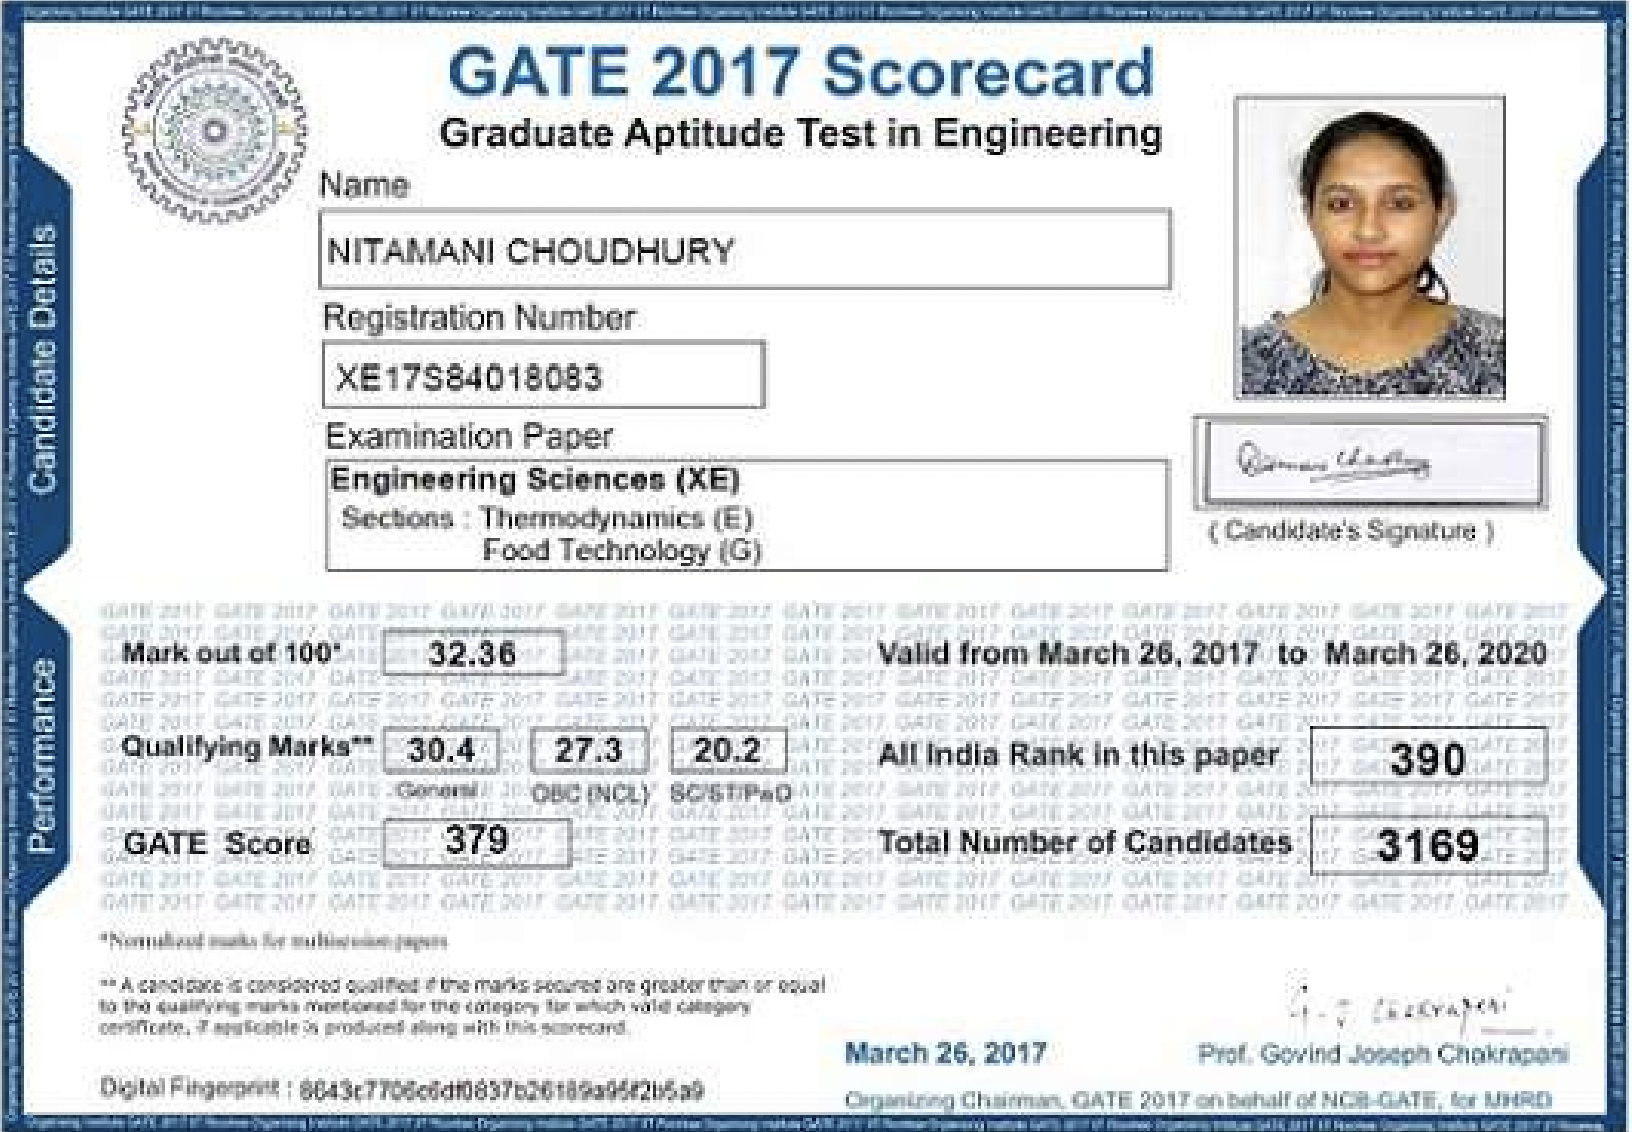 GATE 2017 Scorecard
Graduate Aptitude Test in Engineering
Name
NITAMANI CHOUDHURY
Registration Number
XE17S84018083
Examination Paper
Engineering Sciences (XE)
Sections : Thermodynamics (E)
Food Technology (G)
( Candidate's Signature )
Candidate Details
Performance
Mark out of 100* 32.36
Valid from March 26, 2017 to March 26, 2020
Qualifying Marks** 30.4 27.3 20.2
General OBC (NCL) SC/ST/PwD
All India Rank in this paper 390
GATE Score 379
Total Number of Candidates 3169
*Normalized marks for multisession papers
** A candidate is considered qualified if the marks secured are greater than or equal
to the qualifying marks mentioned for the category for which valid category
certificate, if applicable is produced along with this scorecard.
March 26, 2017
Prof. Govind Joseph Chakrapani
Organizing Chairman, GATE 2017 on behalf of NCB-GATE, for MHRD
Digital Fingerprint :